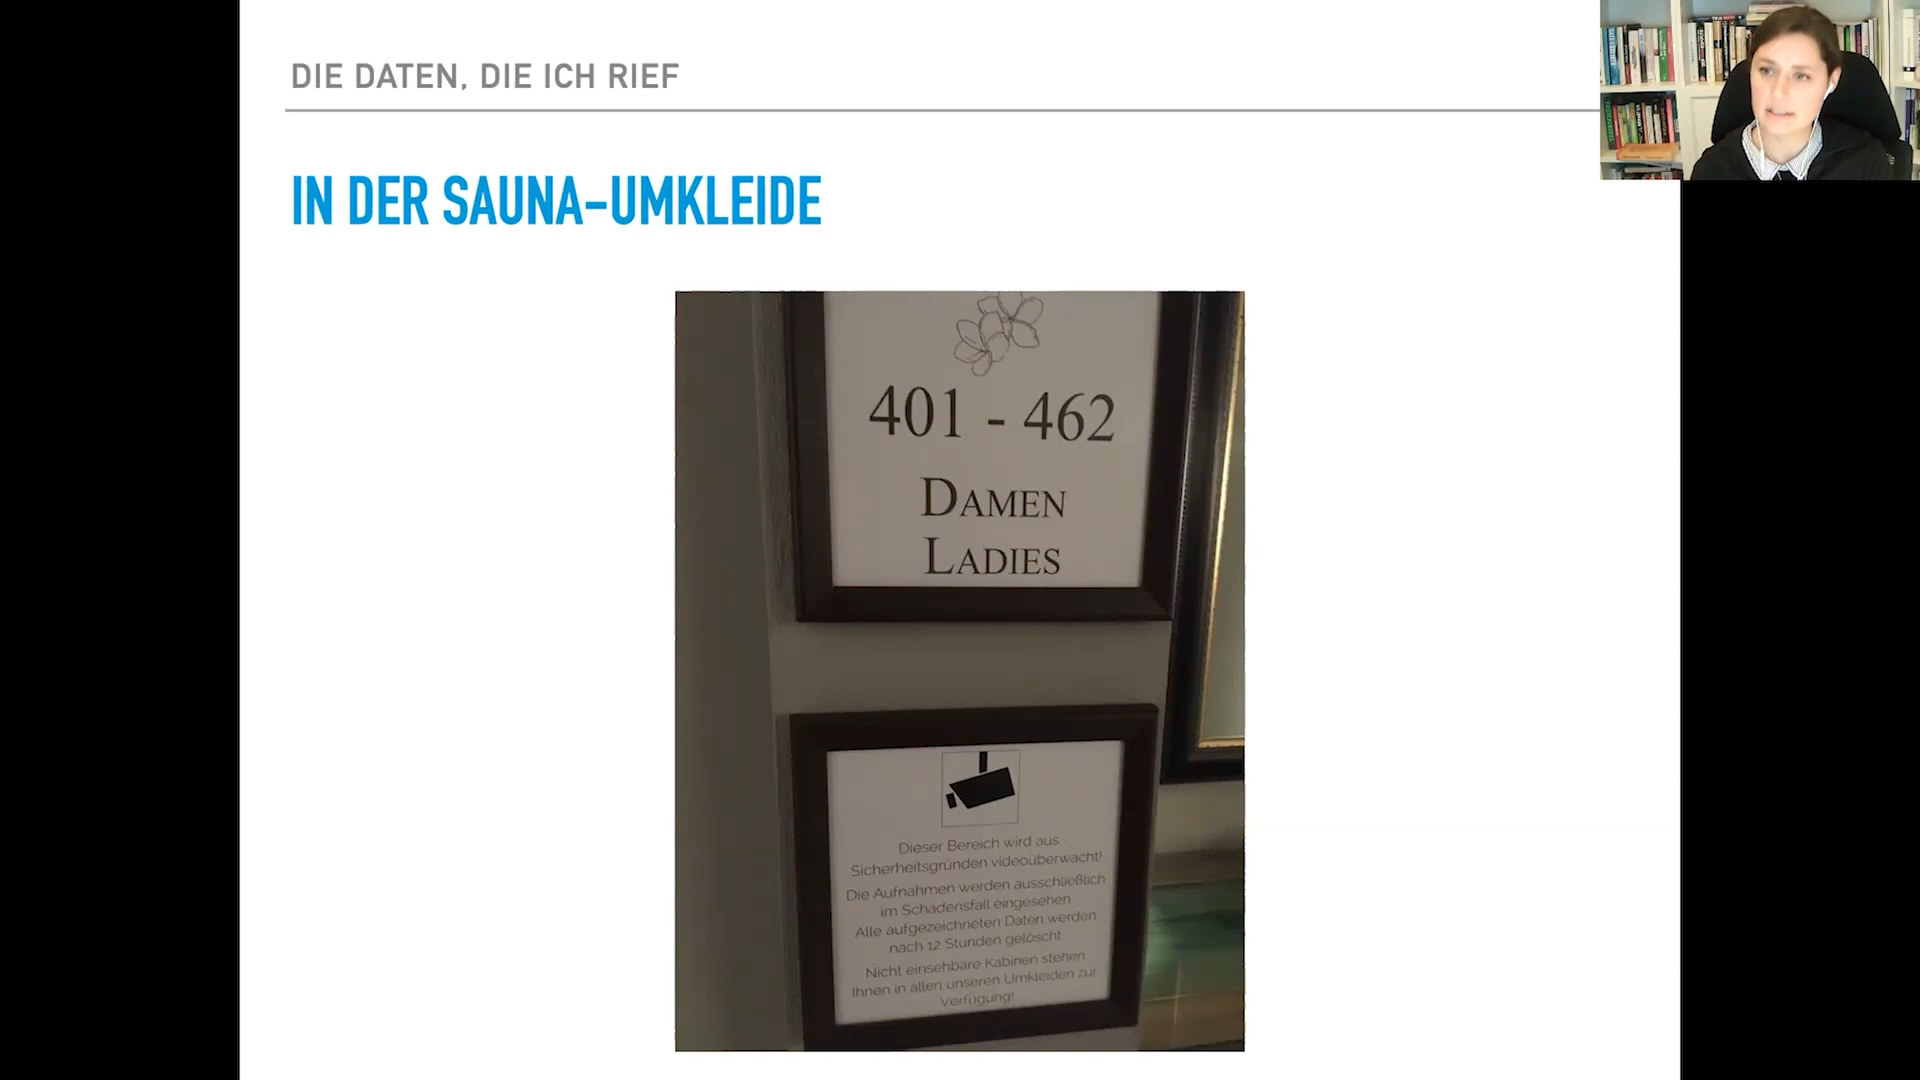 DIE DATEN, DIE ICH RIEF
IN DER SAUNA-UMKLEIDE
401 - 462
DAMEN
LADIES
Dieser Bereich wird aus
Sicherheitsgründen videoüberwacht!
Die Aufnahmen werden ausschließlich
im Schadensfall eingesehen
Alle aufgezeichneten Daten werden
nach 12 Stunden gelöscht.
Nicht einsehbare Kabinen stehen
Ihnen in allen unseren Umkleiden zur
Verfügung!